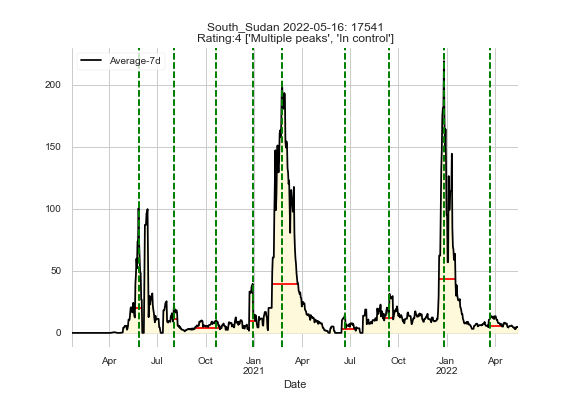 South_Sudan 2022-05-16: 17541
Rating:4 ['Multiple peaks', 'In control']
Average-7d
200
150
100
50
0
Apr Jul Oct Jan Apr Jul Oct Jan Apr
2021 2022
Date